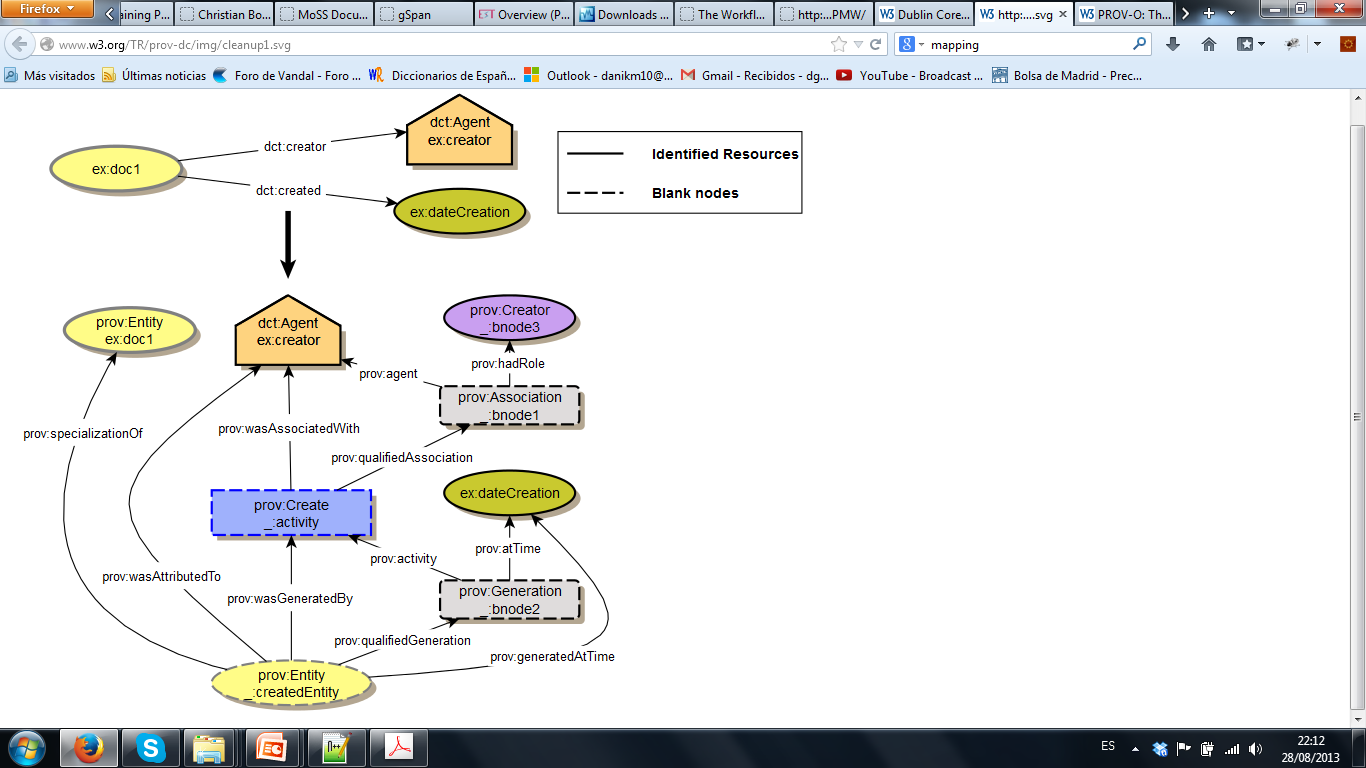 Firefox
aining P...
Christian Bo...
MoSS Docu...
gSpan
Overview (P...
Downloads ...
The Workfl...
http:...PMW/
Dublin Core...
http:....svg
PROV-O: Th...
www.w3.org/TR/prov-dc/img/cleanup1.svg
mapping
Más visitados
Últimas noticias
Foro de Vandal - Foro ...
Diccionarios de Españ...
Outlook - danikm10@...
Gmail - Recibidos - dg...
YouTube - Broadcast ...
Bolsa de Madrid - Prec...
dct:Agent
ex:creator
dct:creator
ex:doc1
dct:created
ex:dateCreation
Identified Resources
Blank nodes
prov:Entity
ex:doc1
dct:Agent
ex:creator
prov:Creator
_:bnode3
prov:hadRole
prov:agent
prov:Association
_:bnode1
prov:specializationOf
prov:wasAssociatedWith
prov:qualifiedAssociation
prov:Create
_:activity
ex:dateCreation
prov:atTime
prov:activity
prov:wasAttributedTo
prov:wasGeneratedBy
prov:Generation
_:bnode2
prov:qualifiedGeneration
prov:generatedAtTime
prov:Entity
_:createdEntity
ES
22:12
28/08/2013